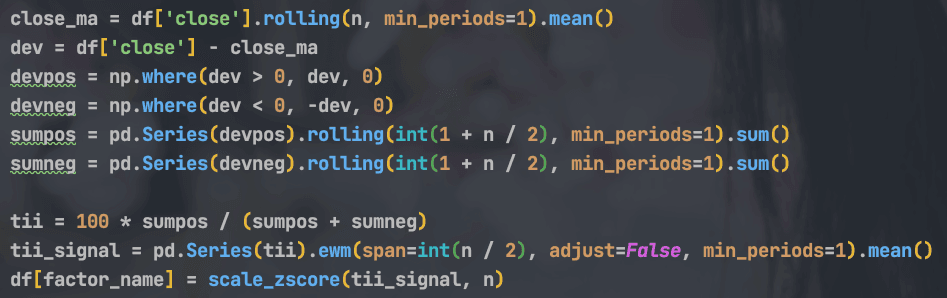 close_ma = df['close'].rolling(n, min_periods=1).mean()
dev = df['close'] - close_ma
devpos = np.where(dev > 0, dev, 0)
devneg = np.where(dev < 0, -dev, 0)
sumpos = pd.Series(devpos).rolling(int(1 + n / 2), min_periods=1).sum()
sumneg = pd.Series(devneg).rolling(int(1 + n / 2), min_periods=1).sum()

tii = 100 * sumpos / (sumpos + sumneg)
tii_signal = pd.Series(tii).ewm(span=int(n / 2), adjust=False, min_periods=1).mean()
df[factor_name] = scale_zscore(tii_signal, n)